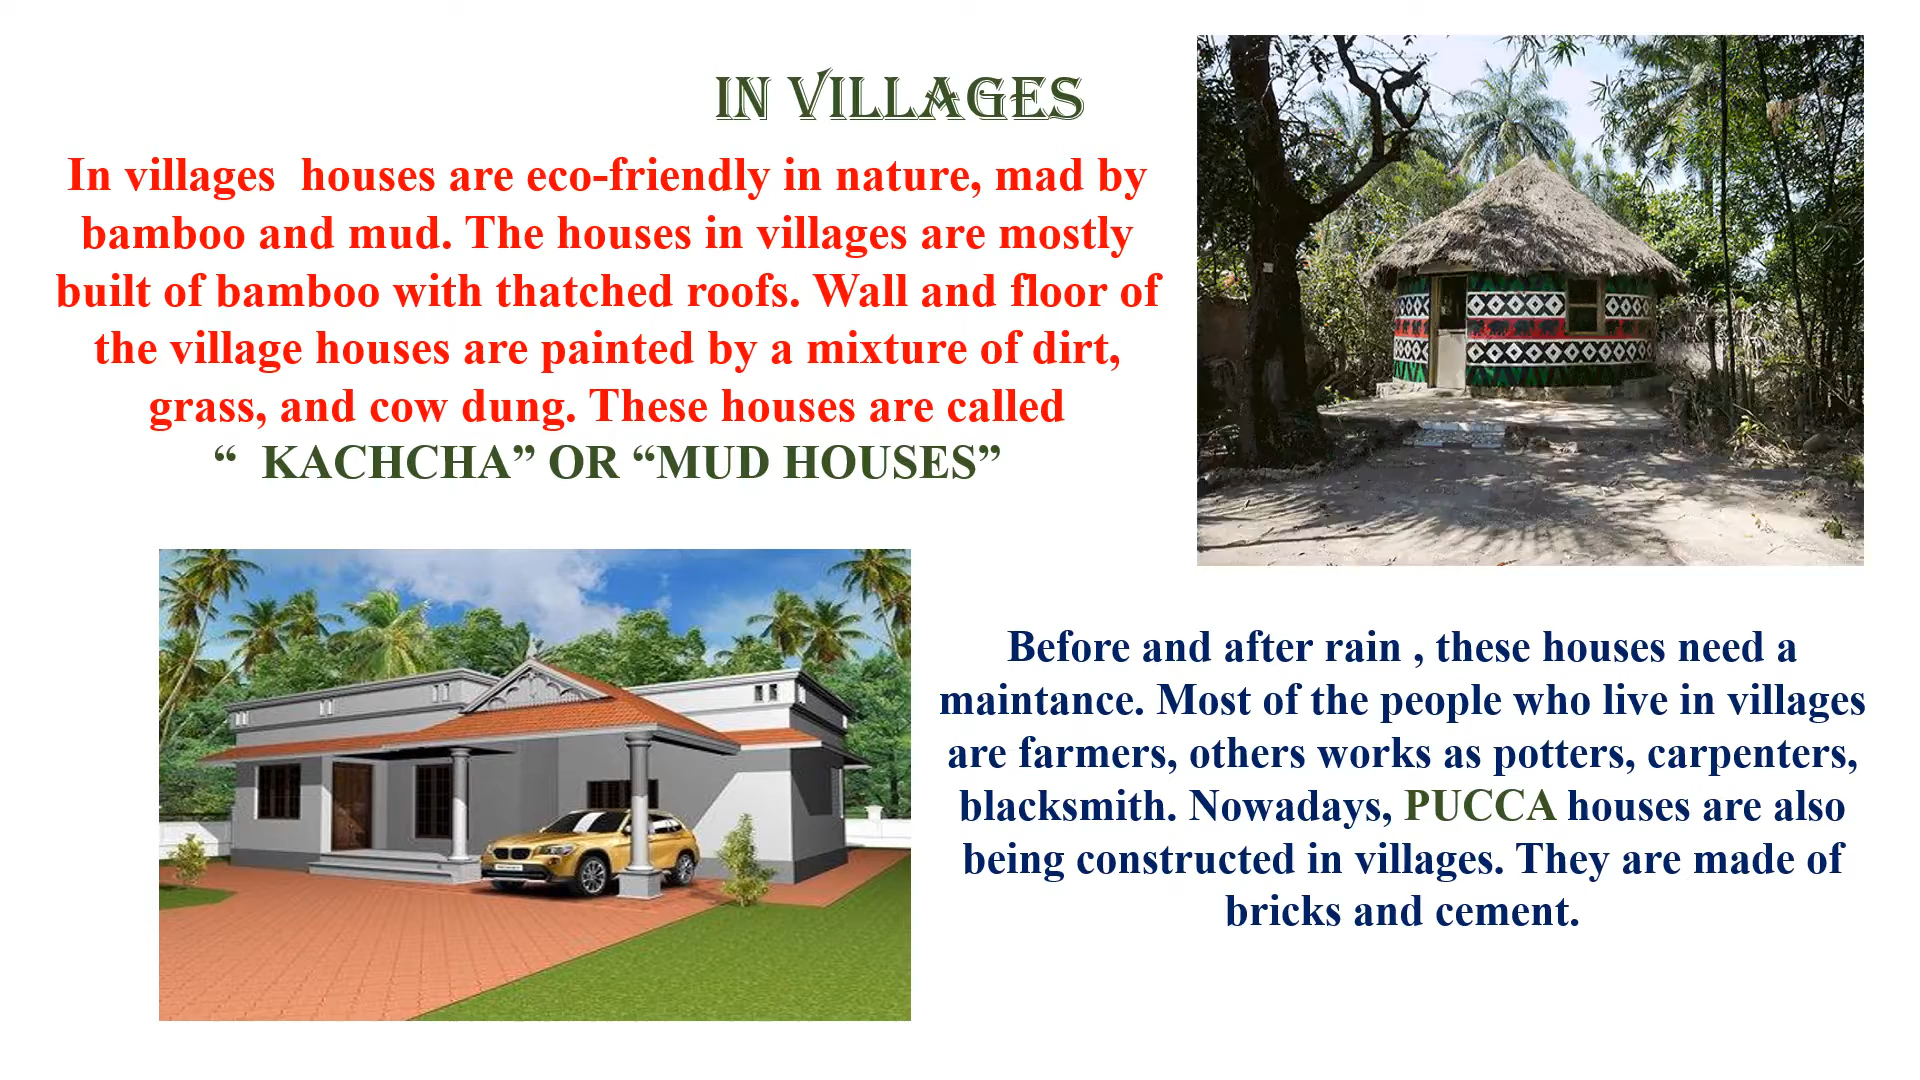 IN VILLAGES
In villages  houses are eco-friendly in nature, mad by
bamboo and mud. The houses in villages are mostly
built of bamboo with thatched roofs. Wall and floor of
the village houses are painted by a mixture of dirt,
grass, and cow dung. These houses are called
“  KACHCHA” OR “MUD HOUSES”
Before and after rain , these houses need a
maintance. Most of the people who live in villages
are farmers, others works as potters, carpenters,
blacksmith. Nowadays, PUCCA houses are also
being constructed in villages. They are made of
bricks and cement.